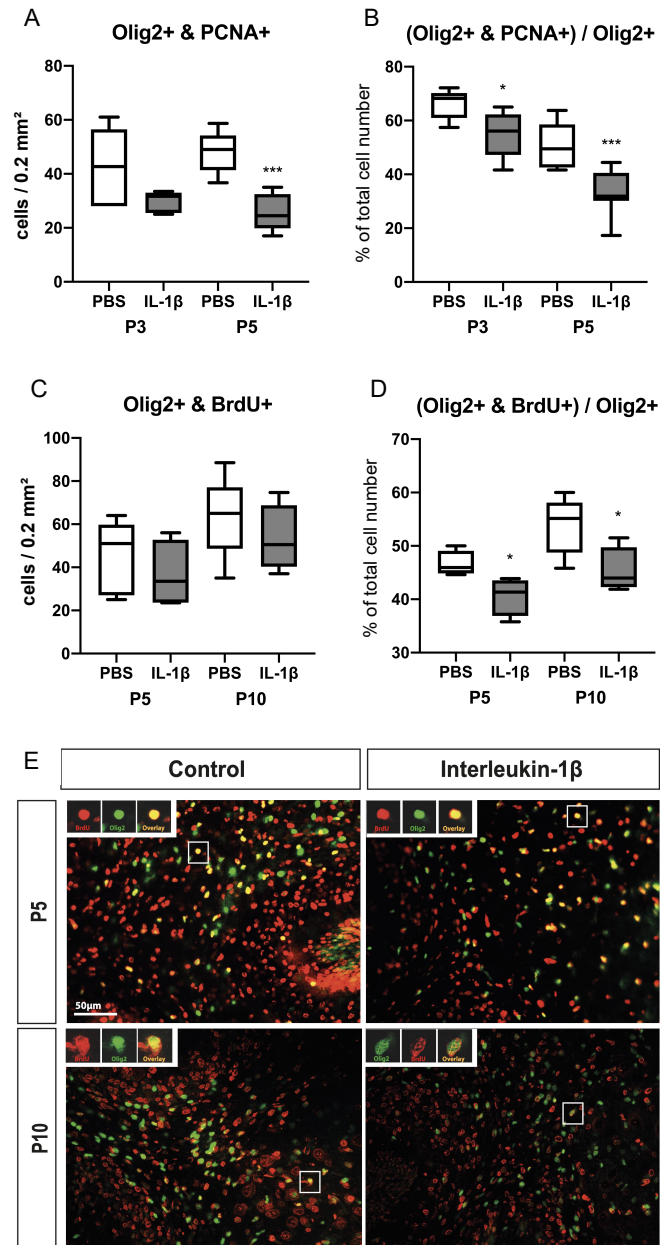 A
Olig2+ & PCNA+
cells / 0.2 mm²
80
60
40
20
0
PBS IL-1β PBS IL-1β
P3 P5
***
B
(Olig2+ & PCNA+) / Olig2+
% of total cell number
80
60
40
20
0
* ***
PBS IL-1β PBS IL-1β
P3 P5
C
Olig2+ & BrdU+
cells / 0.2 mm²
100
80
60
40
20
0
PBS IL-1β PBS IL-1β
P5 P10
D
(Olig2+ & BrdU+) / Olig2+
% of total cell number
70
60
50
40
30
* *
PBS IL-1β PBS IL-1β
P5 P10
E
Control Interleukin-1β
P5
BrdU Olig2 Overlay
BrdU Olig2 Overlay
50µm
P10
BrdU Olig2 Overlay
Olig2 BrdU Overlay